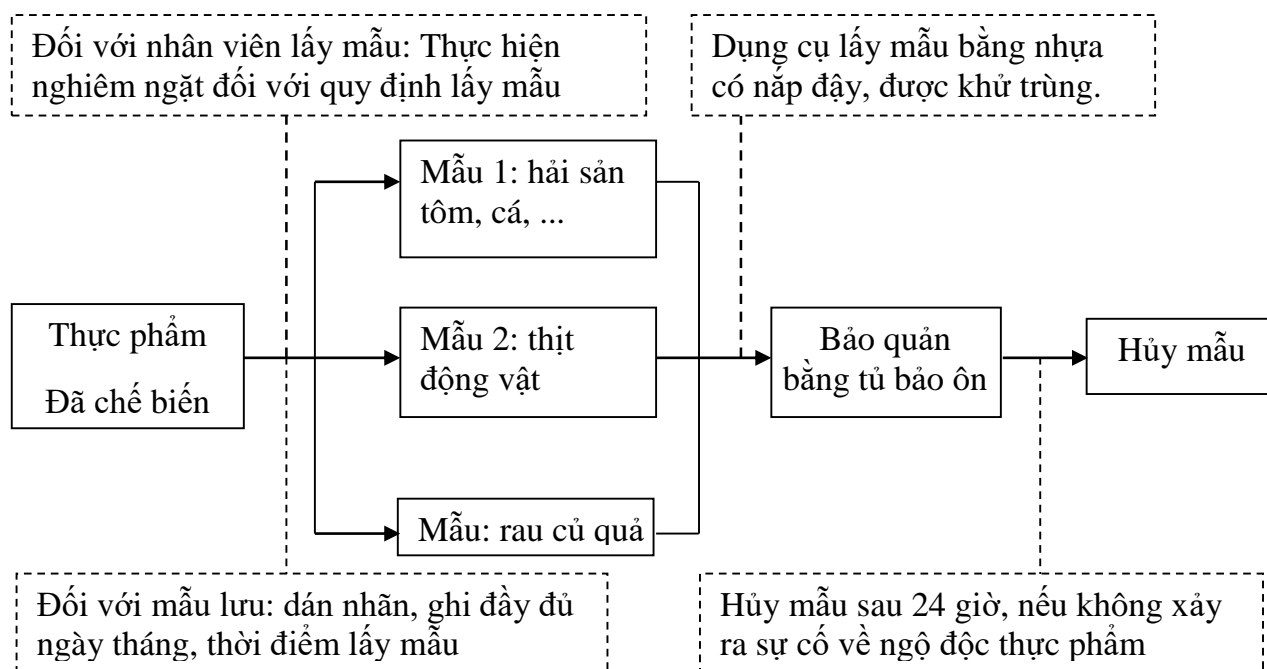 Đối với nhân viên lấy mẫu: Thực hiện
nghiêm ngặt đối với quy định lấy mẫu
Dụng cụ lấy mẫu bằng nhựa
có nắp đậy, được khử trùng.
Mẫu 1: hải sản
tôm, cá, ...
Thực phẩm
Đã chế biến
Mẫu 2: thịt
động vật
Bảo quản
bằng tủ bảo ôn
Hủy mẫu
Mẫu: rau củ quả
Đối với mẫu lưu: dán nhãn, ghi đầy đủ
ngày tháng, thời điểm lấy mẫu
Hủy mẫu sau 24 giờ, nếu không xảy
ra sự cố về ngộ độc thực phẩm